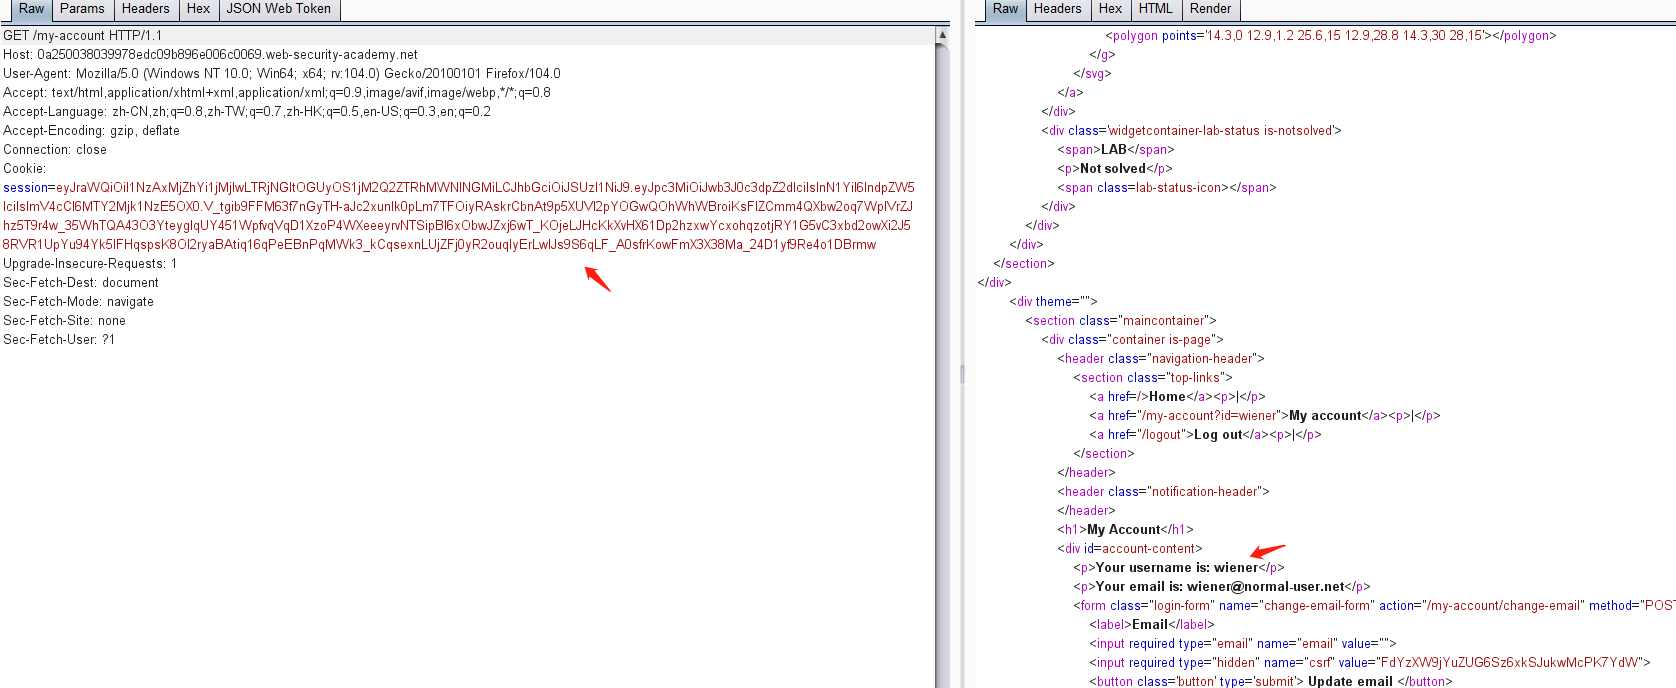 Raw Params Headers Hex JSON Web Token
GET /my-account HTTP/1.1
Host: 0a250038039978edc09b896e006c0069.web-security-academy.net
User-Agent: Mozilla/5.0 (Windows NT 10.0; Win64; x64; rv:104.0) Gecko/20100101 Firefox/104.0
Accept: text/html,application/xhtml+xml,application/xml;q=0.9,image/avif,image/webp,*/*;q=0.8
Accept-Language: zh-CN,zh;q=0.8,zh-TW;q=0.7,zh-HK;q=0.5,en-US;q=0.3,en;q=0.2
Accept-Encoding: gzip, deflate
Connection: close
Cookie:
Upgrade-Insecure-Requests: 1
Sec-Fetch-Dest: document
Sec-Fetch-Mode: navigate
Sec-Fetch-Site: none
Sec-Fetch-User: ?1
Raw Headers Hex HTML Render
<polygon points='14.3,0 12.9,1.2 25.6,15 12.9,28.8 14.3,30 28,15'></polygon>
</g>
</svg>
</a>
</div>
<div class='widgetcontainer-lab-status is-notsolved'>
<span>LAB</span>
<p>Not solved</p>
<span class=lab-status-icon></span>
</div>
</div>
</div>
</section>
</div>
<div theme="">
<section class="maincontainer">
<div class="container is-page">
<header class="navigation-header">
<section class="top-links">
<a href=/>Home</a><p>|</p>
<a href="/my-account?id=wiener">My account</a><p>|</p>
<a href="/logout">Log out</a><p>|</p>
</section>
</header>
<header class="notification-header">
</header>
<h1>My Account</h1>
<div id=account-content>
<p>Your username is: wiener</p>
<p>Your email is: wiener@normal-user.net</p>
<form class="login-form" name="change-email-form" action="/my-account/change-email" method="POST
<label>Email</label>
<input required type="email" name="email" value="">
<input required type="hidden" name="csrf" value="FdYzXW9jYuZUG6Sz6xkSJukwMcPK7YdW">
<button class='button' type='submit'> Update email </button>